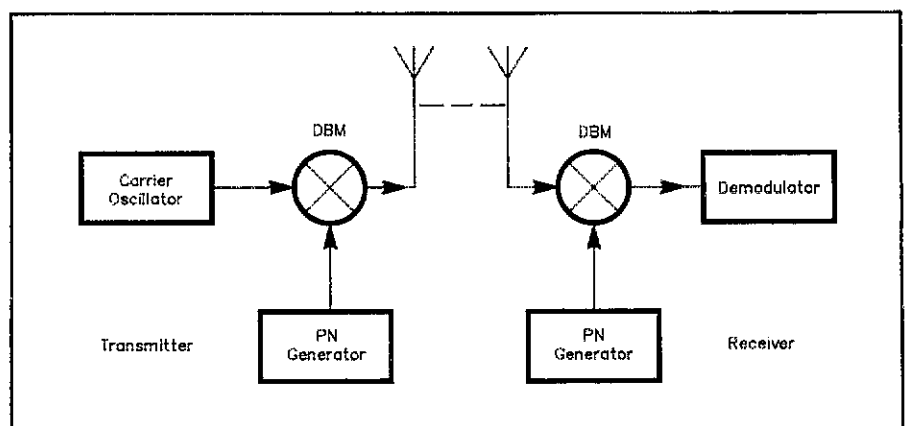 DBM
DBM
Carrier
Oscillator
Demodulator
Transmitter
PN
Generator
PN
Generator
Receiver